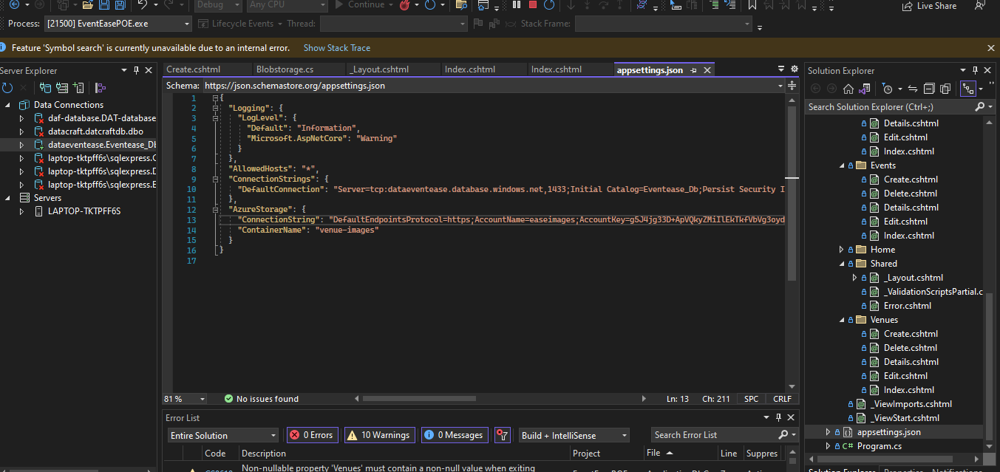 Debug
Any CPU
Continue
Live Share
Process: [21500] EventEasePOE.exe Lifecycle Events Thread: Stack Frame:
Feature 'Symbol search' is currently unavailable due to an internal error. Show Stack Trace
Server Explorer
Data Connections
daf-database.DAT-database
datacraft.datcraftdb.dbo
dataeventease.Eventease_Db
laptop-tktpff6s\sqlexpress.
laptop-tktpff6s\sqlexpress.
laptop-tktpff6s\sqlexpress.
Servers
LAPTOP-TKTPFF6S
Create.cshtml Blobstorage.cs _Layout.cshtml Index.cshtml Index.cshtml appsettings.json
Schema: https://json.schemastore.org/appsettings.json
1 {
2 "Logging": {
3 "LogLevel": {
4 "Default": "Information",
5 "Microsoft.AspNetCore": "Warning"
6 }
7 },
8 "AllowedHosts": "*",
9 "ConnectionStrings": {
10 "DefaultConnection": "Server=tcp:dataeventease.database.windows.net,1433;Initial Catalog=Eventease_Db;Persist Security I
11 },
12 "AzureStorage": {
13 "ConnectionString": "DefaultEndpointsProtocol=https;AccountName=easeimages;AccountKey=g5J4jg33D+ApVQkyZMiIlEkTkfVbVg3oyd
14 "ContainerName": "venue-images"
15 }
16 }
17
81 % No issues found Ln: 13 Ch: 211 SPC CRLF
Error List
Entire Solution 0 Errors 10 Warnings 0 Messages Build + IntelliSense Search Error List
Code Description Project File Line Suppres
Non-nullable property 'Venues' must contain a non-null value when exiting
Solution Explorer
Search Solution Explorer (Ctrl+;)
Details.cshtml
Edit.cshtml
Index.cshtml
Events
Create.cshtml
Delete.cshtml
Details.cshtml
Edit.cshtml
Index.cshtml
Home
Shared
_Layout.cshtml
_ValidationScriptsPartial.c
Error.cshtml
Venues
Create.cshtml
Delete.cshtml
Details.cshtml
Edit.cshtml
Index.cshtml
_ViewImports.cshtml
_ViewStart.cshtml
appsettings.json
C# Program.cs